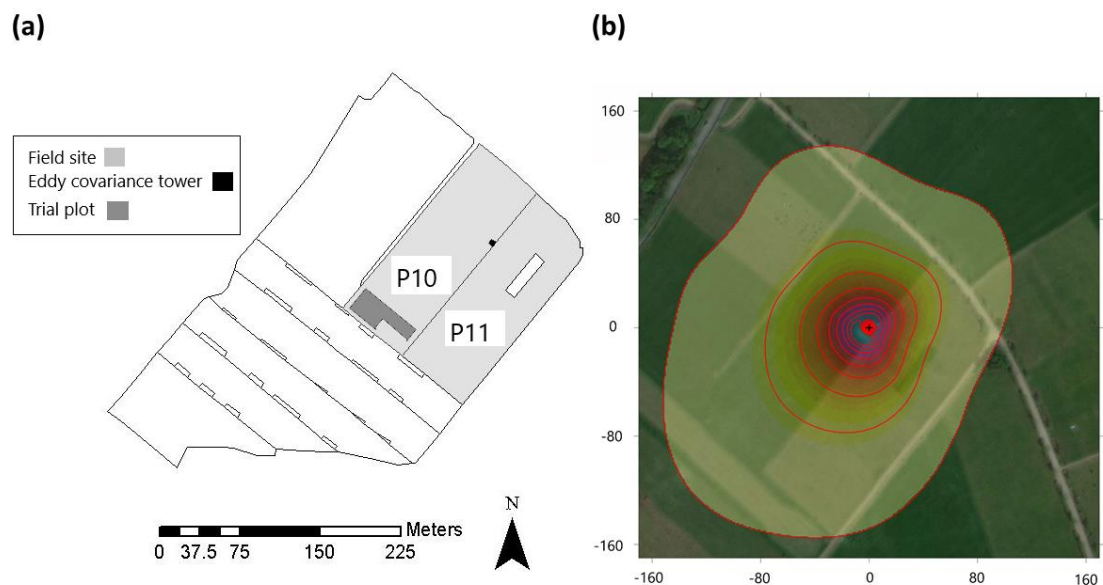 (a)
Field site
Eddy covariance tower
Trial plot
P10
P11
N
Meters
0 37.5 75 150 225
(b)
160
80
0
-80
-160
-160 -80 0 80 160